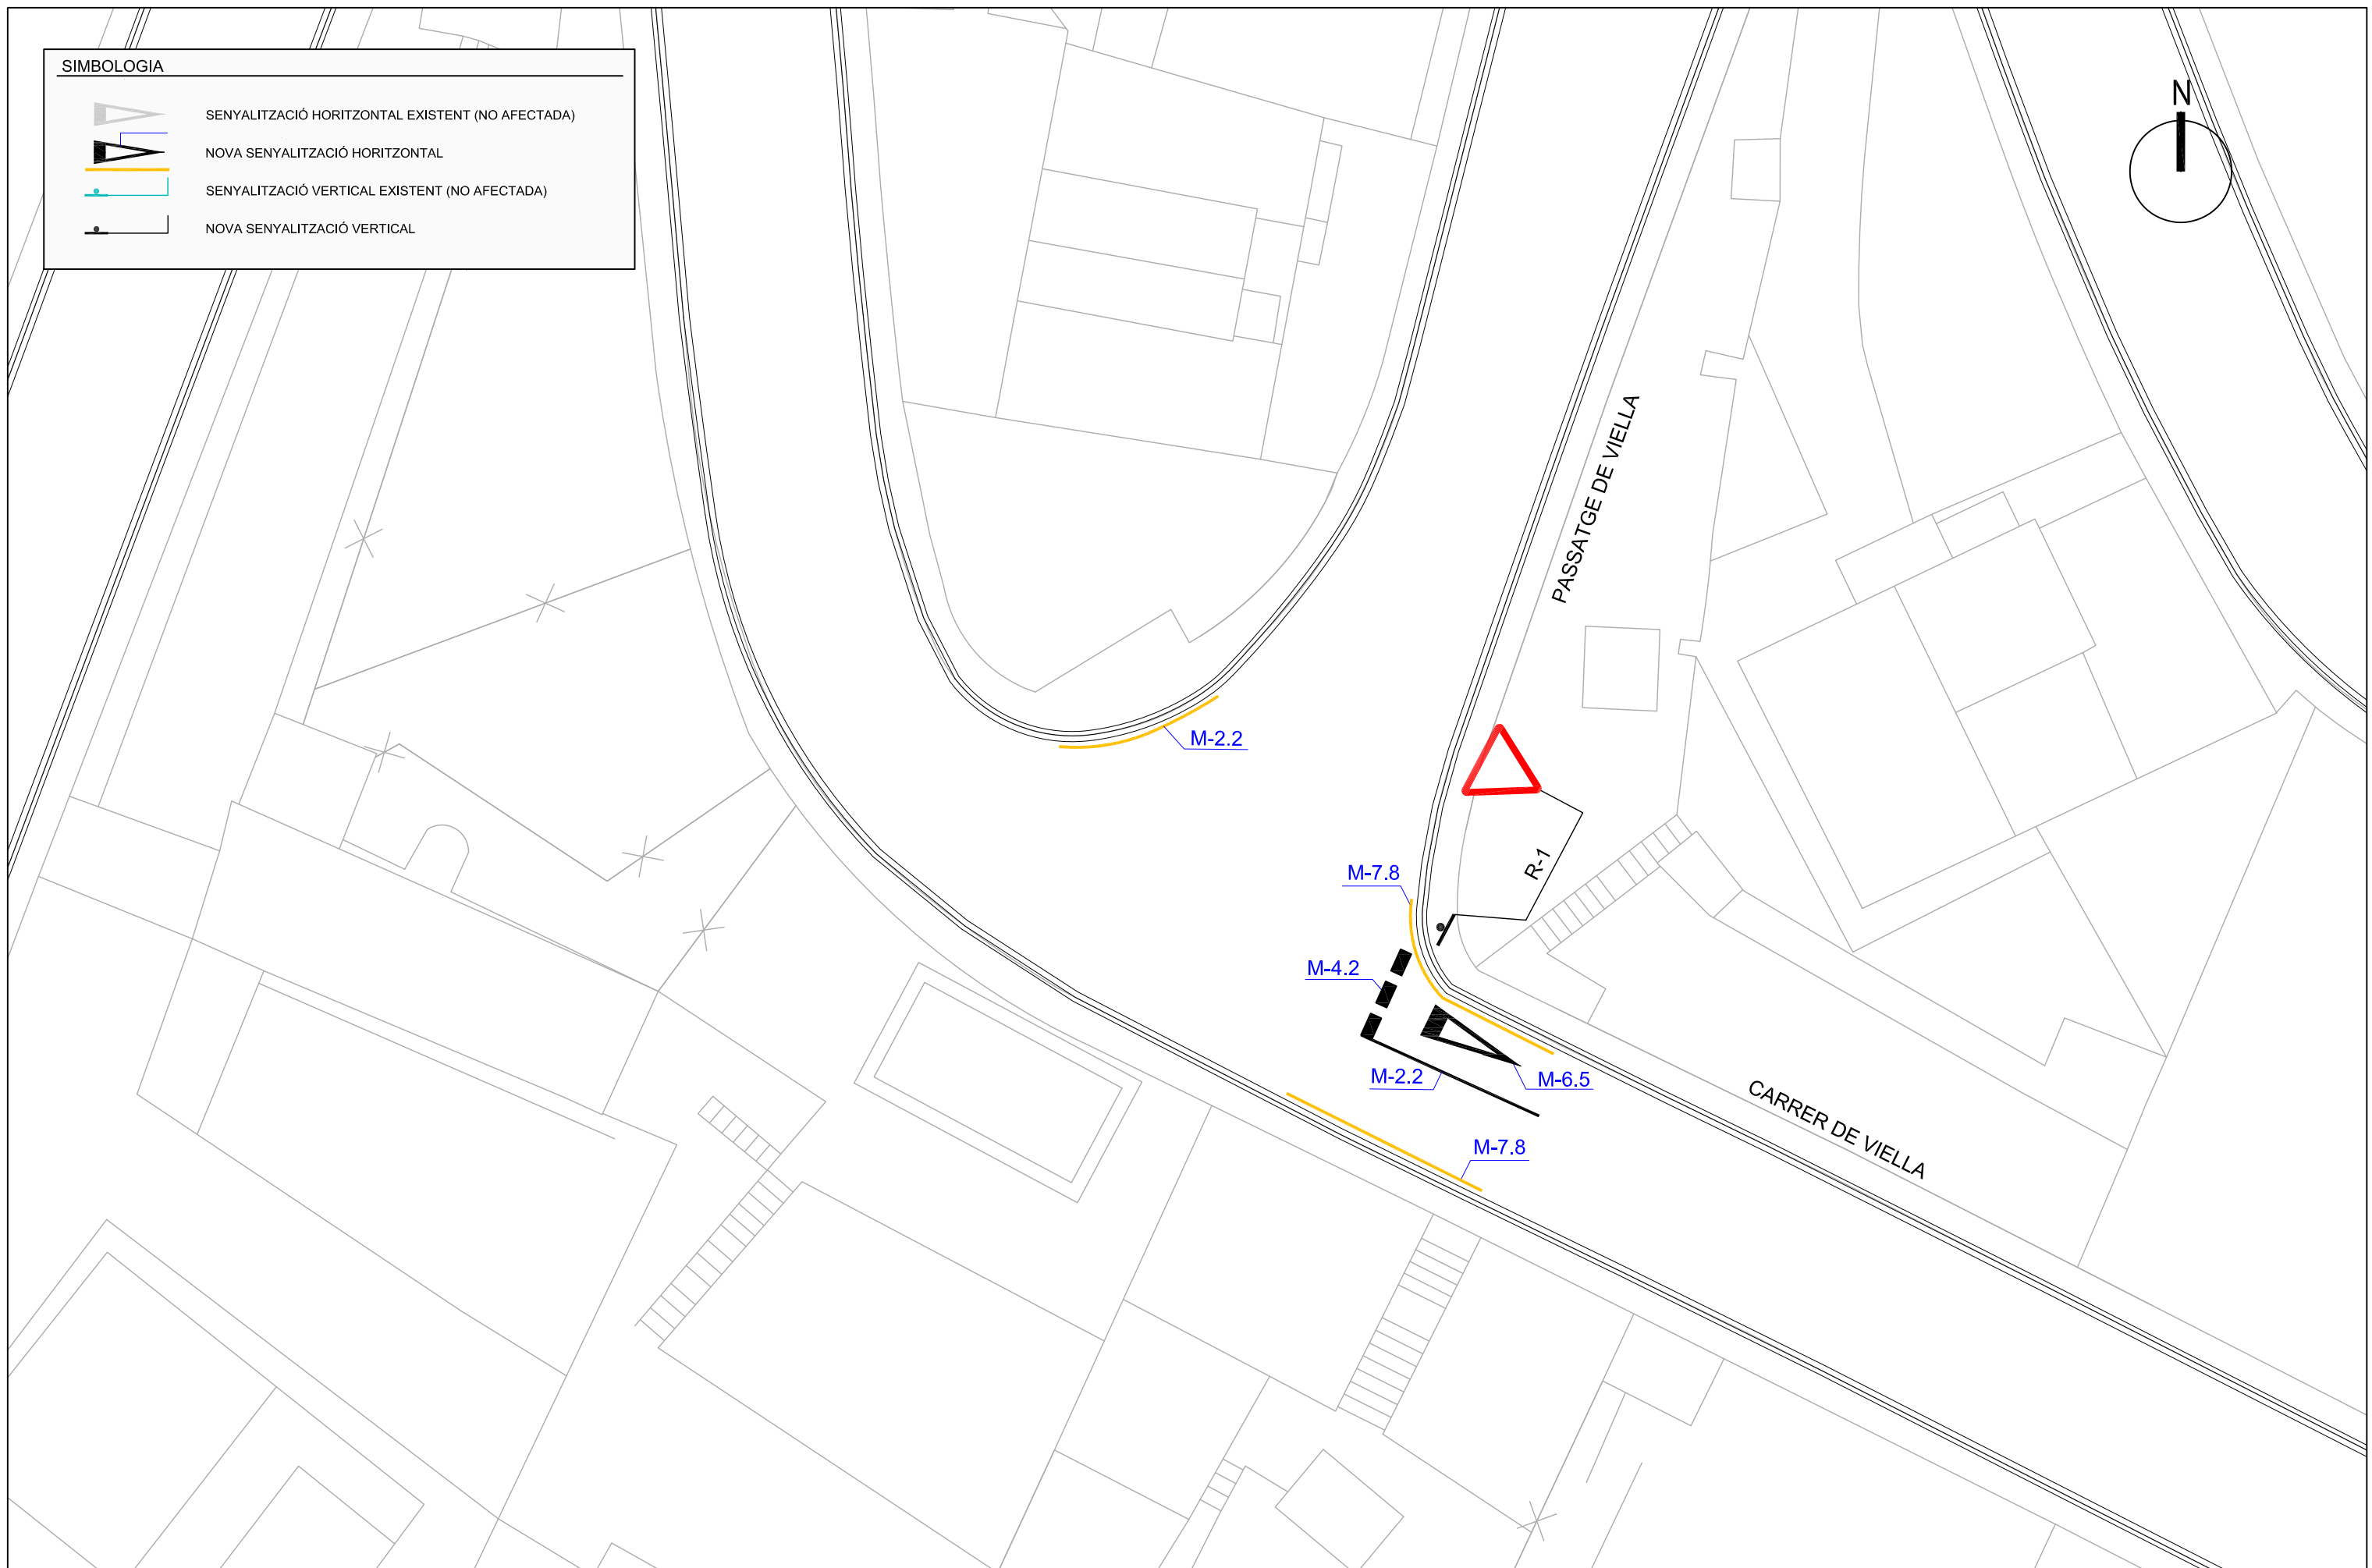 SIMBOLOGIA
SENYALITZACIÓ HORITZONTAL EXISTENT (NO AFECTADA)
NOVA SENYALITZACIÓ HORITZONTAL
SENYALITZACIÓ VERTICAL EXISTENT (NO AFECTADA)
NOVA SENYALITZACIÓ VERTICAL
N
PASSATGE DE VIELLA
M-2.2
R-1
M-7.8
M-4.2
M-2.2
M-6.5
CARRER DE VIELLA
M-7.8